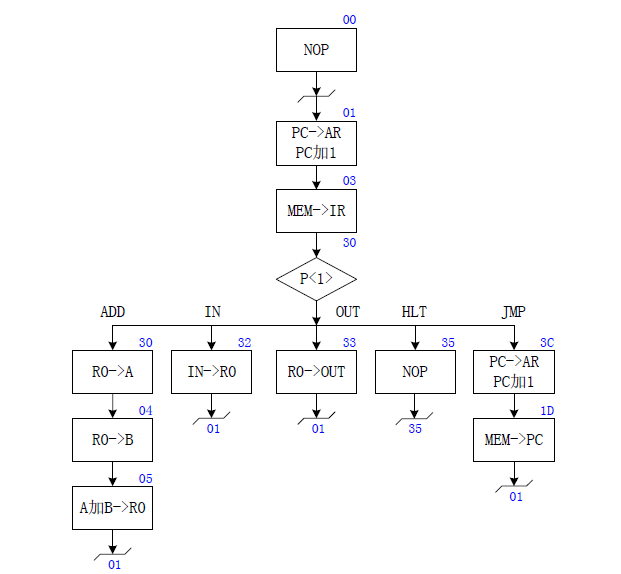 00
NOP
01
PC->AR
PC加1
03
MEM->IR
30
P<1>
ADD IN OUT HLT JMP
30 32 33 35 3C
R0->A IN->R0 R0->OUT NOP PC->AR
PC加1
04 1D
R0->B 01 01 35 MEM->PC
05
A加B->R0 01
01